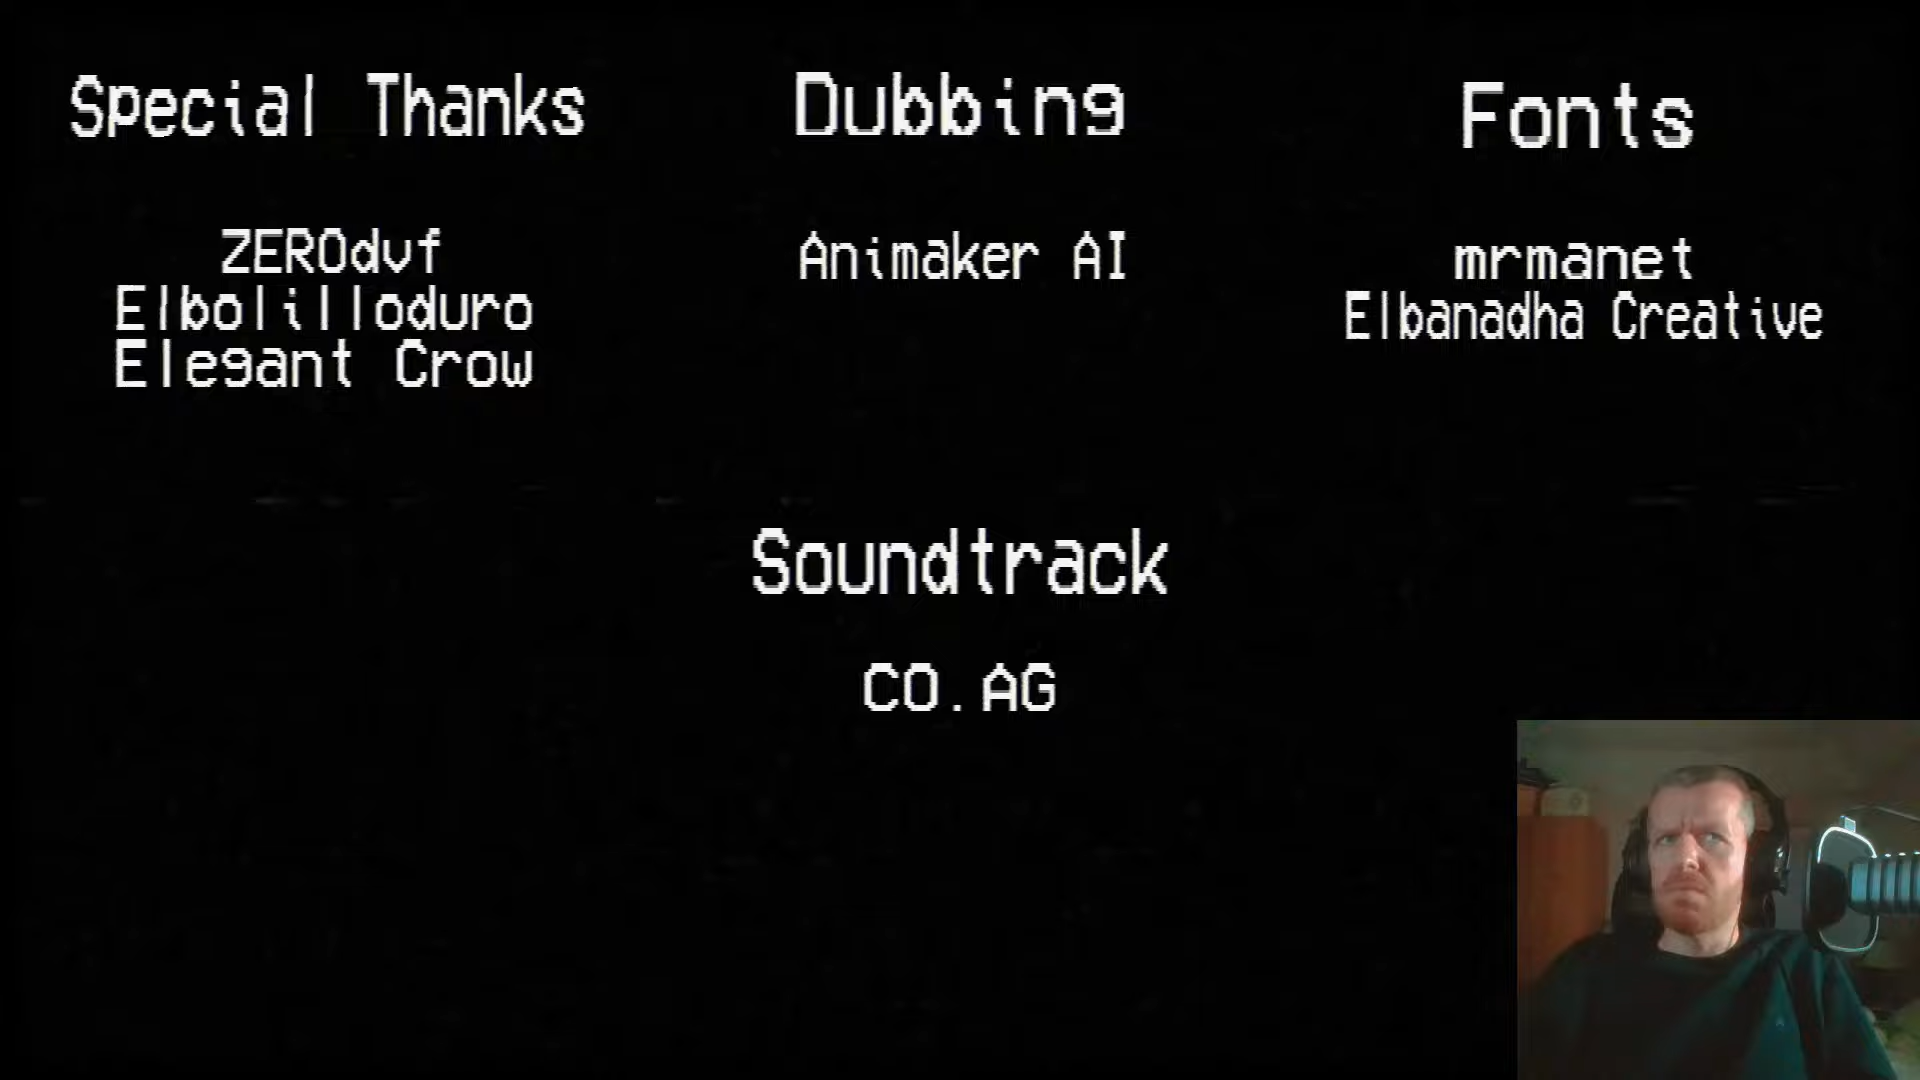 Special Thanks
ZEROdvf
Elbolilloduro
Elegant Crow
Dubbing
Animaker AI
Fonts
mrmanet
Elbanadha Creative
Soundtrack
CO.AG